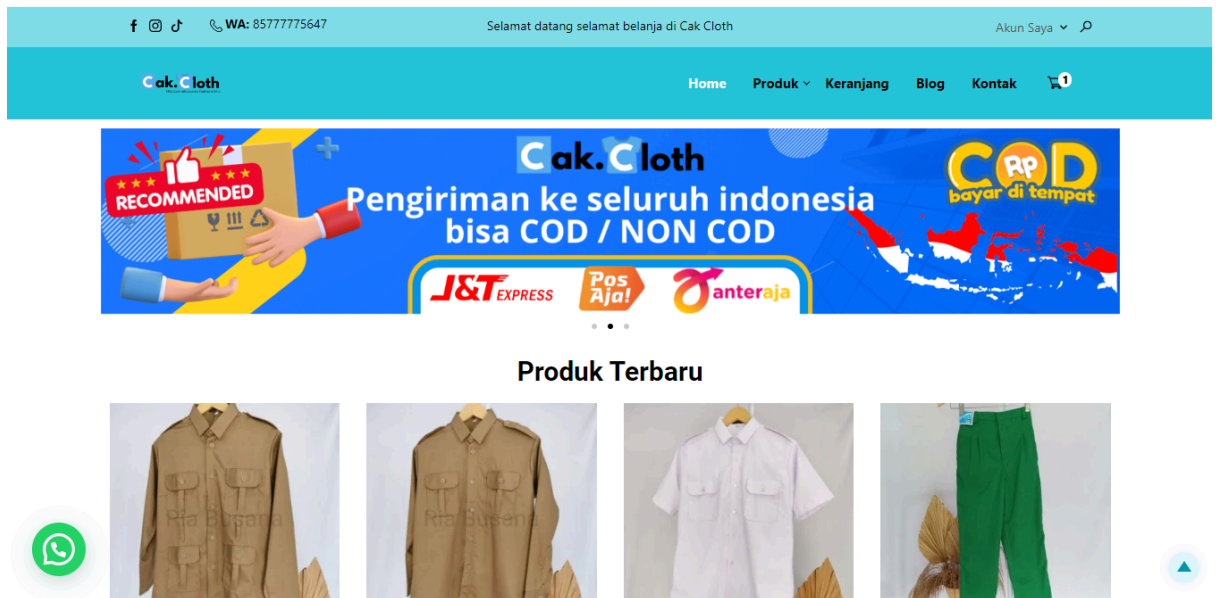 WA: 85777775647
Selamat datang selamat belanja di Cak Cloth
Akun Saya
Cak.Cloth
Home
Produk
Keranjang
Blog
Kontak
1
RECOMMENDED
Cak.Cloth
Pengiriman ke seluruh indonesia
bisa COD / NON COD
J&T EXPRESS
Pos
Aja!
anteraja
COD
Rp
bayar di tempat
Produk Terbaru
Ria Busana
Ria Busana